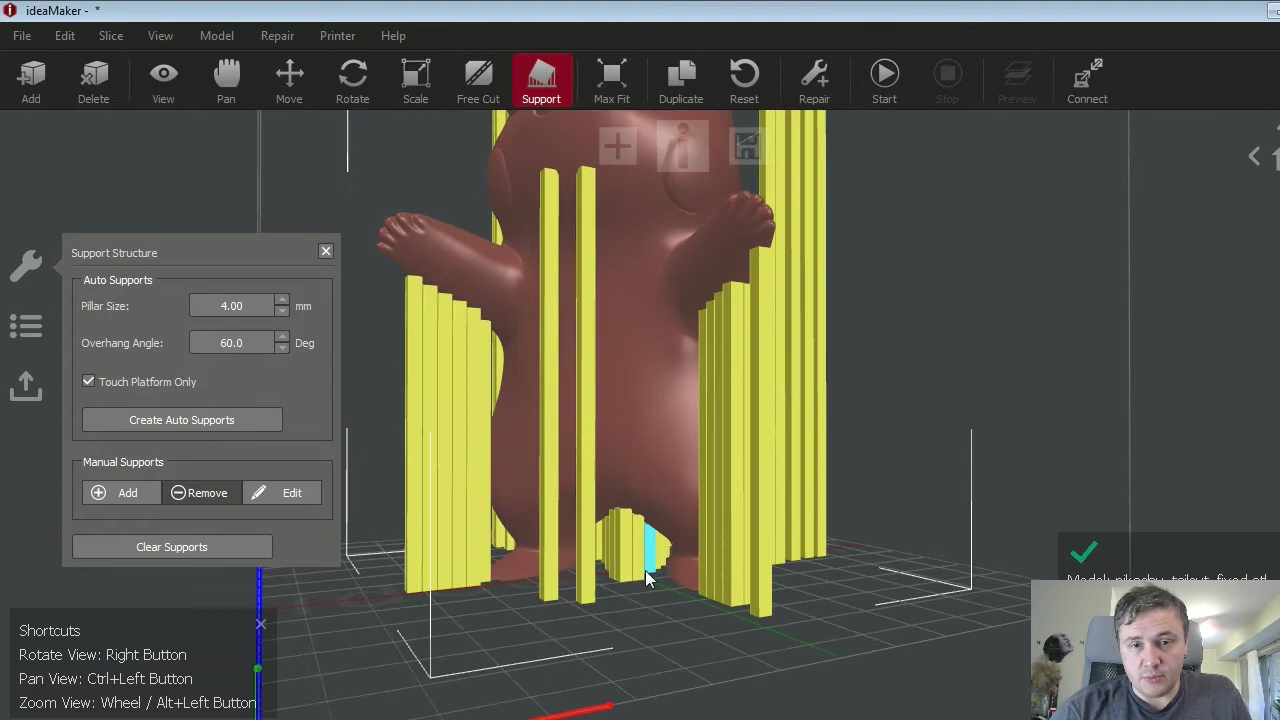 ideaMaker - *
File Edit Slice View Model Repair Printer Help
Add Delete View Pan Move Rotate Scale Free Cut Support Max Fit Duplicate Reset Repair Start Stop Preview Connect
Support Structure
Auto Supports
Pillar Size: 4.00 mm
Overhang Angle: 60.0 Deg
Touch Platform Only
Create Auto Supports
Manual Supports
Add Remove Edit
Clear Supports
Shortcuts
Rotate View: Right Button
Pan View: Ctrl+Left Button
Zoom View: Wheel / Alt+Left Button